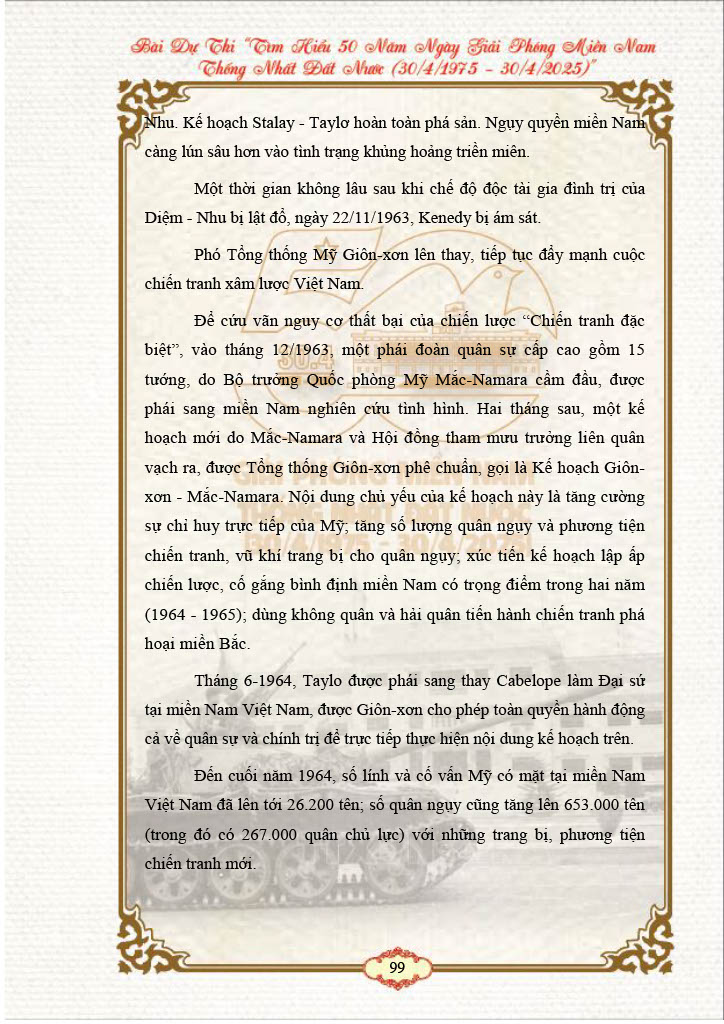 Bài Dự Thi “Tìm Hiểu 50 Năm Ngày Giải Phóng Miền Nam
Thống Nhất Đất Nước (30/4/1975 – 30/4/2025)”
Nhu. Kế hoạch Stalay - Taylơ hoàn toàn phá sản. Ngụy quyền miền Nam
càng lún sâu hơn vào tình trạng khủng hoảng triền miên.
Một thời gian không lâu sau khi chế độ độc tài gia đình trị của
Diệm - Nhu bị lật đổ, ngày 22/11/1963, Kenedy bị ám sát.
Phó Tổng thống Mỹ Giôn-xơn lên thay, tiếp tục đẩy mạnh cuộc
chiến tranh xâm lược Việt Nam.
Để cứu vãn nguy cơ thất bại của chiến lược “Chiến tranh đặc
biệt”, vào tháng 12/1963, một phái đoàn quân sự cấp cao gồm 15
tướng, do Bộ trưởng Quốc phòng Mỹ Mắc-Namara cầm đầu, được
phái sang miền Nam nghiên cứu tình hình. Hai tháng sau, một kế
hoạch mới do Mắc-Namara và Hội đồng tham mưu trưởng liên quân
vạch ra, được Tổng thống Giôn-xơn phê chuẩn, gọi là Kế hoạch Giôn-
xơn - Mắc-Namara. Nội dung chủ yếu của kế hoạch này là tăng cường
sự chỉ huy trực tiếp của Mỹ; tăng số lượng quân ngụy và phương tiện
chiến tranh, vũ khí trang bị cho quân ngụy; xúc tiến kế hoạch lập ấp
chiến lược, cố gắng bình định miền Nam có trọng điểm trong hai năm
(1964 - 1965); dùng không quân và hải quân tiến hành chiến tranh phá
hoại miền Bắc.
Tháng 6-1964, Taylo được phái sang thay Cabelope làm Đại sứ
tại miền Nam Việt Nam, được Giôn-xơn cho phép toàn quyền hành động
cả về quân sự và chính trị để trực tiếp thực hiện nội dung kế hoạch trên.
Đến cuối năm 1964, số lính và cố vấn Mỹ có mặt tại miền Nam
Việt Nam đã lên tới 26.200 tên; số quân ngụy cũng tăng lên 653.000 tên
(trong đó có 267.000 quân chủ lực) với những trang bị, phương tiện
chiến tranh mới.
30.4
GIẢI PHÓNG MIỀN NAM
THỐNG NHẤT ĐẤT NƯỚC
(30/4/1975 - 30/4/2025)
99